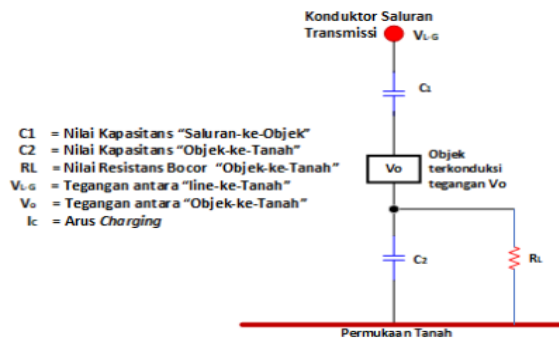 Konduktor Saluran
Transmisi
VL-G
C1
C1 = Nilai Kapasitans “Saluran-ke-Objek”
C2 = Nilai Kapasitans “Objek-ke-Tanah”
RL = Nilai Resistans Bocor “Objek-ke-Tanah”
VL-G = Tegangan antara “line-ke-Tanah”
Vo = Tegangan antara “Objek-ke-Tanah”
Ic = Arus Charging
Vo
Objek
terkonduksi
tegangan Vo
C2
RL
Permukaan Tanah